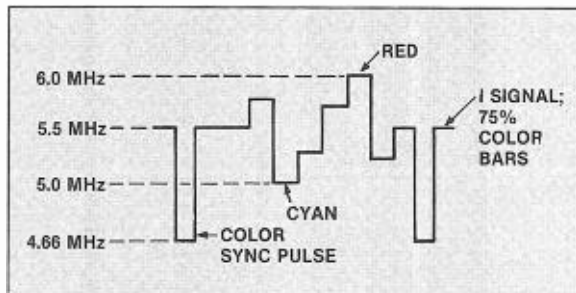 RED
6.0 MHz
I SIGNAL;
75%
COLOR
BARS
5.5 MHz
5.0 MHz
CYAN
4.66 MHz
COLOR
SYNC PULSE